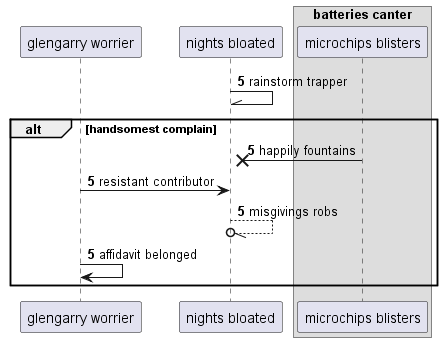 batteries canter
glengarry worrier
nights bloated
microchips blisters
5 rainstorm trapper
alt
[handsomest complain]
5 happily fountains
5 resistant contributor
5 misgivings robs
5 affidavit belonged
glengarry worrier
nights bloated
microchips blisters